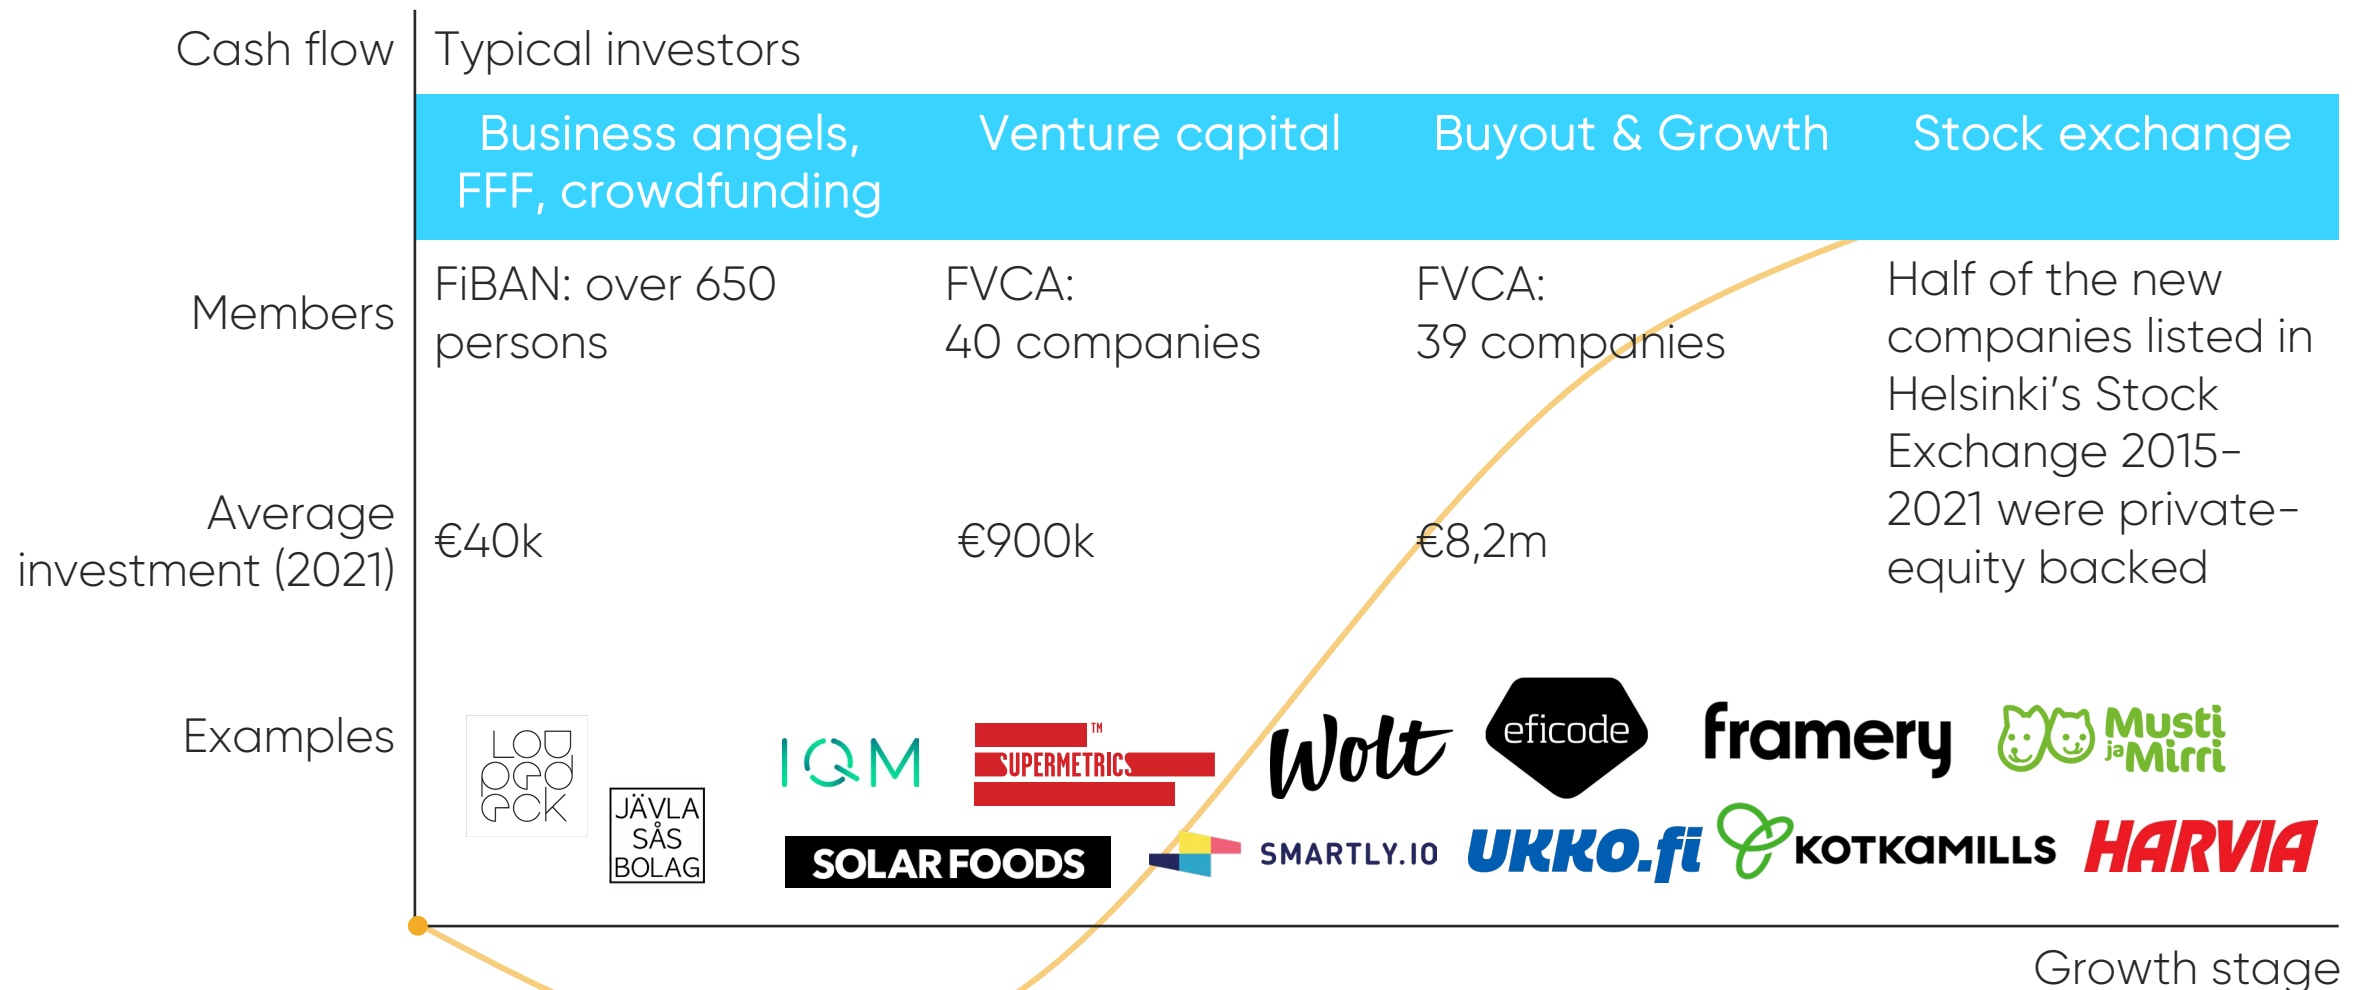 Cash flow
Typical investors
Business angels,
FFF, crowdfunding
Venture capital
Buyout & Growth
Stock exchange
Members
FiBAN: over 650
persons
FVCA:
40 companies
FVCA:
39 companies
Half of the new
companies listed in
Helsinki’s Stock
Exchange 2015-
2021 were private-
equity backed
Average
investment (2021)
€40k
€900k
€8,2m
Examples
LOU
PED
ECK
JÄVLA
SÅS
BOLAG
IQM
SOLAR FOODS
SUPERMETRICS™
Wolt
SMARTLY.IO
eficode
UKKO.fi
framery
KOTKAMILLS
Musti
ja Mirri
HARVIA
Growth stage